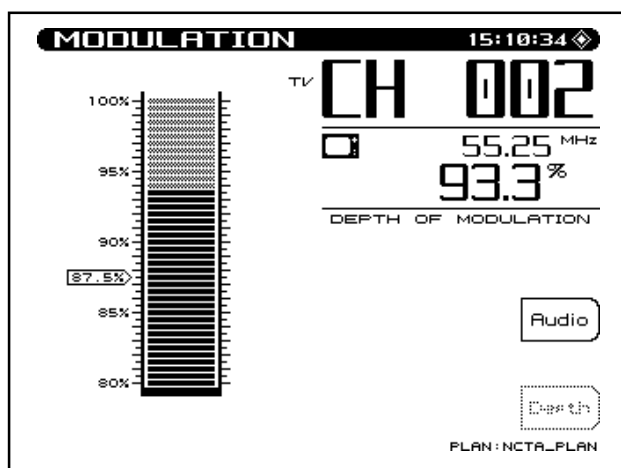 MODULATION 15:10:34
TV CH 002
55.25 MHz
93.3 %
DEPTH OF MODULATION
100%
95%
90%
87.5%
85%
80%
Audio
Depth
PLAN:NCTA_PLAN